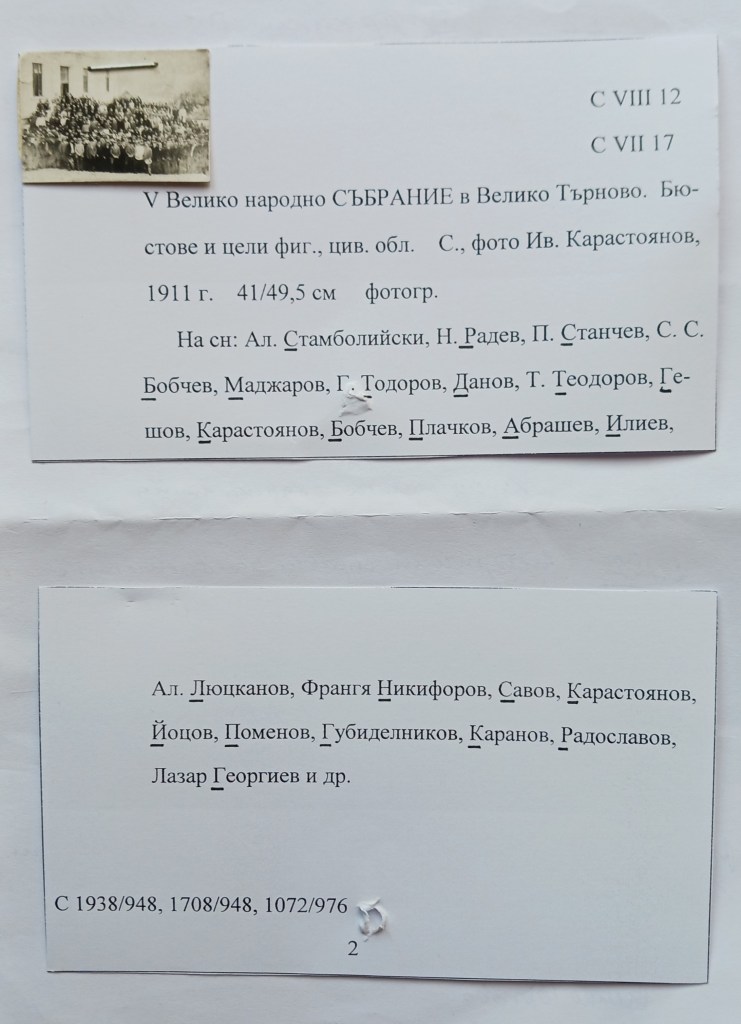 С VIII 12
С VII 17
V Велико народно СЪБРАНИЕ в Велико Търново. Бю-
стове и цели фиг., цив. обл. С., фото Ив. Карастоянов,
1911 г. 41/49,5 см фотогр.
На сн: Ал. Стамболийски, Н. Радев, П. Станчев, С. С.
Бобчев, Маджаров, Г. Тодоров, Данов, Т. Теодоров, Ге-
шов, Карастоянов, Бобчев, Плачков, Абрашев, Илиев,
Ал. Люцканов, Франгя Никифоров, Савов, Карастоянов,
Йоцов, Поменов, Губиделников, Каранов, Радославов,
Лазар Георгиев и др.
С 1938/948, 1708/948, 1072/976
2